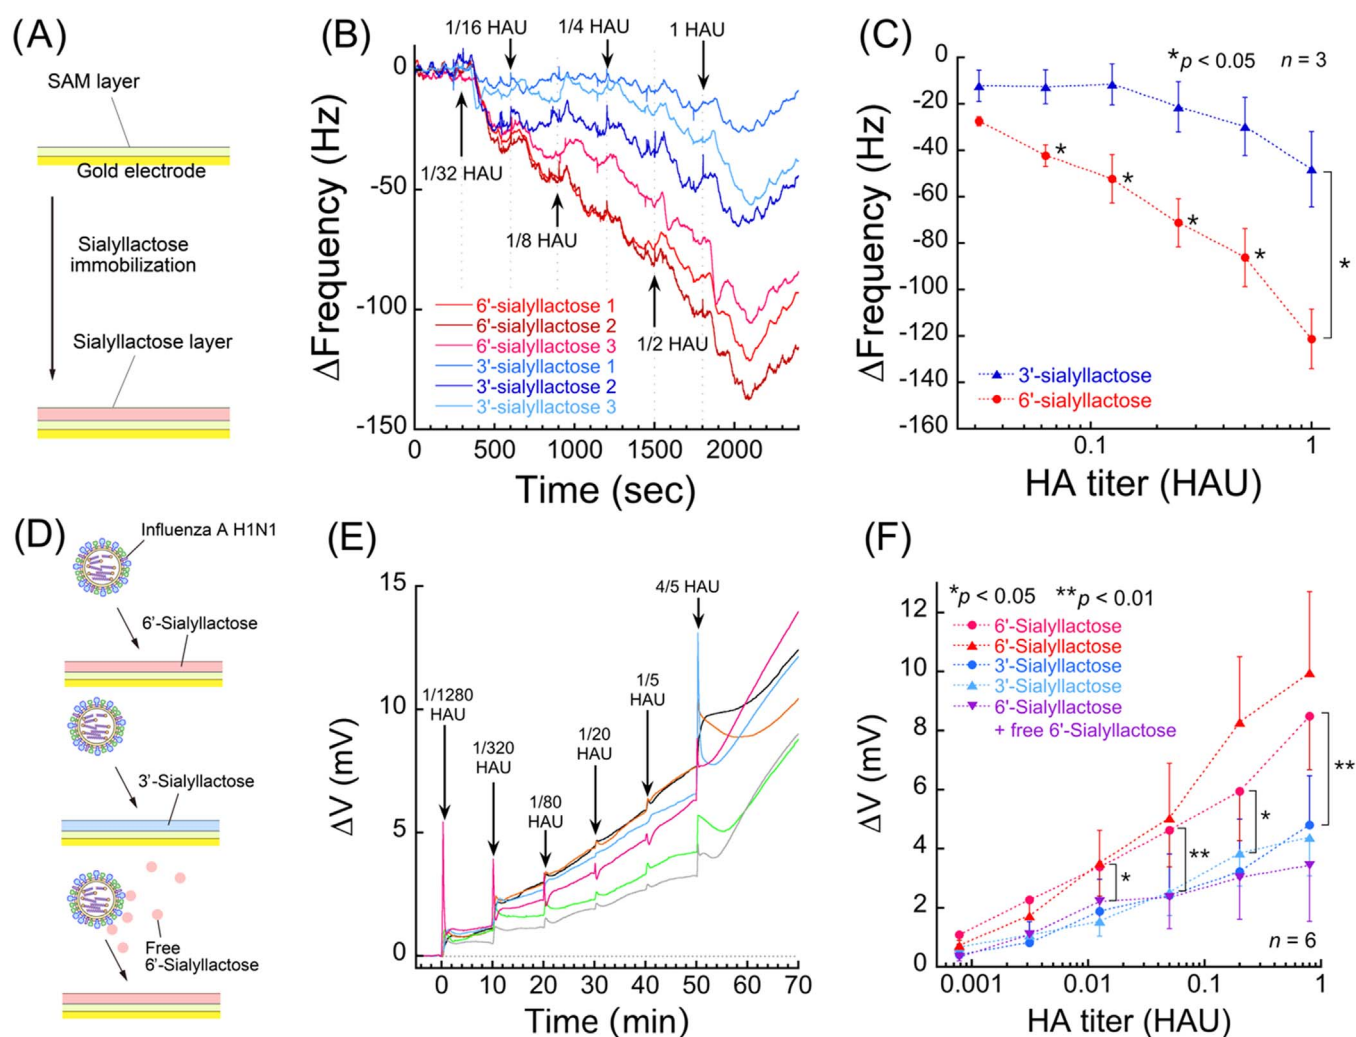 (A)
SAM layer
Gold electrode
Sialyllactose
immobilization
Sialyllactose layer
(B)
1/16 HAU
1/4 HAU
1 HAU
0
-50
-100
-150
ΔFrequency (Hz)
1/32 HAU
1/8 HAU
1/2 HAU
6'-sialyllactose 1
6'-sialyllactose 2
6'-sialyllactose 3
3'-sialyllactose 1
3'-sialyllactose 2
3'-sialyllactose 3
0 500 1000 1500 2000
Time (sec)
(C)
*p < 0.05 n = 3
0
-20
-40
-60
-80
-100
-120
-140
-160
ΔFrequency (Hz)
*
*
*
*
*
3'-sialyllactose
6'-sialyllactose
0.1 1
HA titer (HAU)
(D)
Influenza A H1N1
6'-Sialyllactose
3'-Sialyllactose
Free
6'-Sialyllactose
(E)
15
10
5
0
ΔV (mV)
1/1280
HAU
1/320
HAU
1/80
HAU
1/20
HAU
1/5
HAU
4/5 HAU
0 10 20 30 40 50 60 70
Time (min)
(F)
*p < 0.05 **p < 0.01
6'-Sialyllactose
6'-Sialyllactose
3'-Sialyllactose
3'-Sialyllactose
6'-Sialyllactose
+ free 6'-Sialyllactose
12
10
8
6
4
2
0
ΔV (mV)
*
**
*
**
n = 6
0.001 0.01 0.1 1
HA titer (HAU)